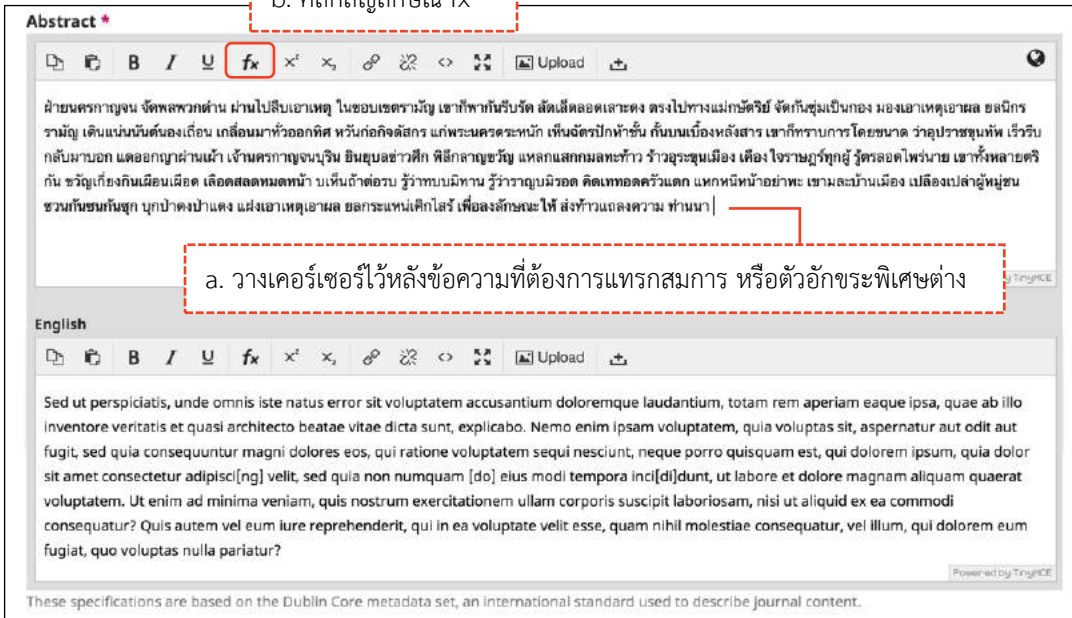 b. คลิกสัญลักษณ์ fx
Abstract *
B I U fx x² x₂ <> Upload
ฝ่ายนครกาญจน จัดพลพวกด่าน ผ่านไปสืบเอาเหตุ ในขอบเขตรามัญ เขาก็พากันรีบรัด ลัดเล็ดลอดเลาะดง ตรงไปทางแม่กษัตริย์ จัดกันซุ่มเป็นกอง มองเอาเหตุเอาผล ยลนิกร
รามัญ เดินแน่นนันต์นองเถื่อน เกลื่อนมาทั่วออกทิศ หวันก่อกิจดัสกร แก่พระนครตระหนัก เห็นฉัตรปักห้าชั้น กั้นบนเบื้องหลังสาร เขาก็ทราบการโดยขนาด ว่าอุปราชขุนทัพ เร็วรีบ
กลับมาบอก แดออกญาผ่านเผ้า เจ้านครกาญจนบุริน ยินยุบลข่าวศึก พิลึกลาญขวัญ แหลกแสกกมลทะท้าว ร้าวอุระขุนเมือง เคือง ใจราษฎร์ทุกผู้ รู้ตรลอดไพร่นาย เขาทั้งหลายตริ
กัน ขวัญเกี่ยงกันเผือนเผือด เลือดสลดหมดหน้า บเห็นถ้าต่อรบ รู้ว่าทบบมิทาน รู้ว่าราญบมิรอด คิดเททอดครัวแตก แหกหนีหน้าอย่าพะ เขามละบ้านเมือง เปลืองเปล่าผู้หมู่ชน
ชวนกันซนกันซุก บุกป่าดงป่าแดง แฝงเอาเหตุเอาผล ยลกระแหน่เศิกไสร้ เพื่อลงลักษณะให้ ส่งท้าวแถลงความ ท่านนา
a. วางเคอร์เซอร์ไว้หลังข้อความที่ต้องการแทรกสมการ หรือตัวอักขระพิเศษต่าง
by TinyMCE
English
B I U fx x² x₂ <> Upload
Sed ut perspiciatis, unde omnis iste natus error sit voluptatem accusantium doloremque laudantium, totam rem aperiam eaque ipsa, quae ab illo
inventore veritatis et quasi architecto beatae vitae dicta sunt, explicabo. Nemo enim ipsam voluptatem, quia voluptas sit, aspernatur aut odit aut
fugit, sed quia consequuntur magni dolores eos, qui ratione voluptatem sequi nesciunt, neque porro quisquam est, qui dolorem ipsum, quia dolor
sit amet consectetur adipisci[ng] velit, sed quia non numquam [do] eius modi tempora inci[di]dunt, ut labore et dolore magnam aliquam quaerat
voluptatem. Ut enim ad minima veniam, quis nostrum exercitationem ullam corporis suscipit laboriosam, nisi ut aliquid ex ea commodi
consequatur? Quis autem vel eum iure reprehenderit, qui in ea voluptate velit esse, quam nihil molestiae consequatur, vel illum, qui dolorem eum
fugiat, quo voluptas nulla pariatur?
Powered by TinyMCE
These specifications are based on the Dublin Core metadata set, an international standard used to describe journal content.